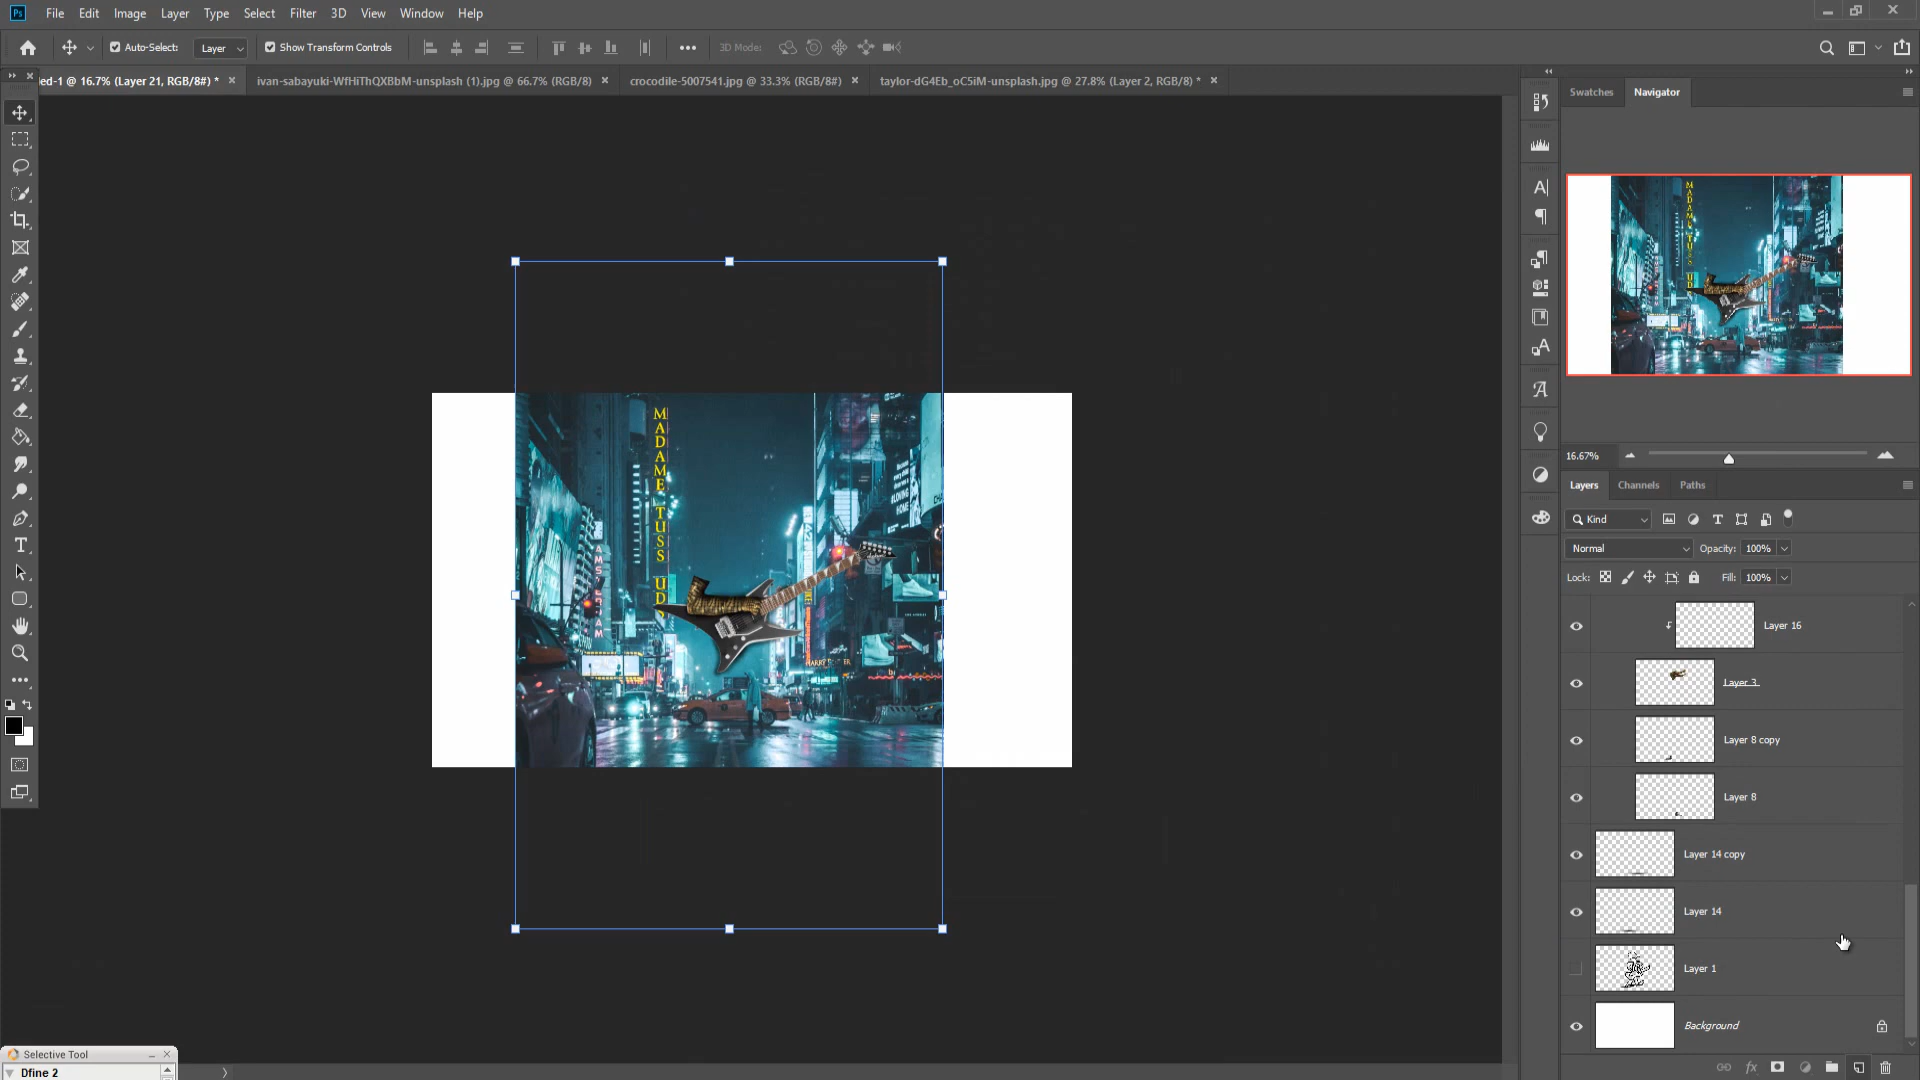 Ps File Edit Image Layer Type Select Filter 3D View Window Help
Auto-Select: Layer Show Transform Controls 3D Mode:
ed-1 @ 16.7% (Layer 21, RGB/8#) * ivan-sabayuki-WfHiThQXBbM-unsplash (1).jpg @ 66.7% (RGB/8) crocodile-5007541.jpg @ 33.3% (RGB/8#) taylor-dG4Eb_oC5iM-unsplash.jpg @ 27.8% (Layer 2, RGB/8) *
Swatches Navigator
MADAME TUSS UDS
AMSTERDAM
16.67%
Layers Channels Paths
Kind
Normal Opacity: 100%
Lock: Fill: 100%
Layer 16
Layer 3
Layer 8 copy
Layer 8
Layer 14 copy
Layer 14
Layer 1
Background
Selective Tool
Dfine 2